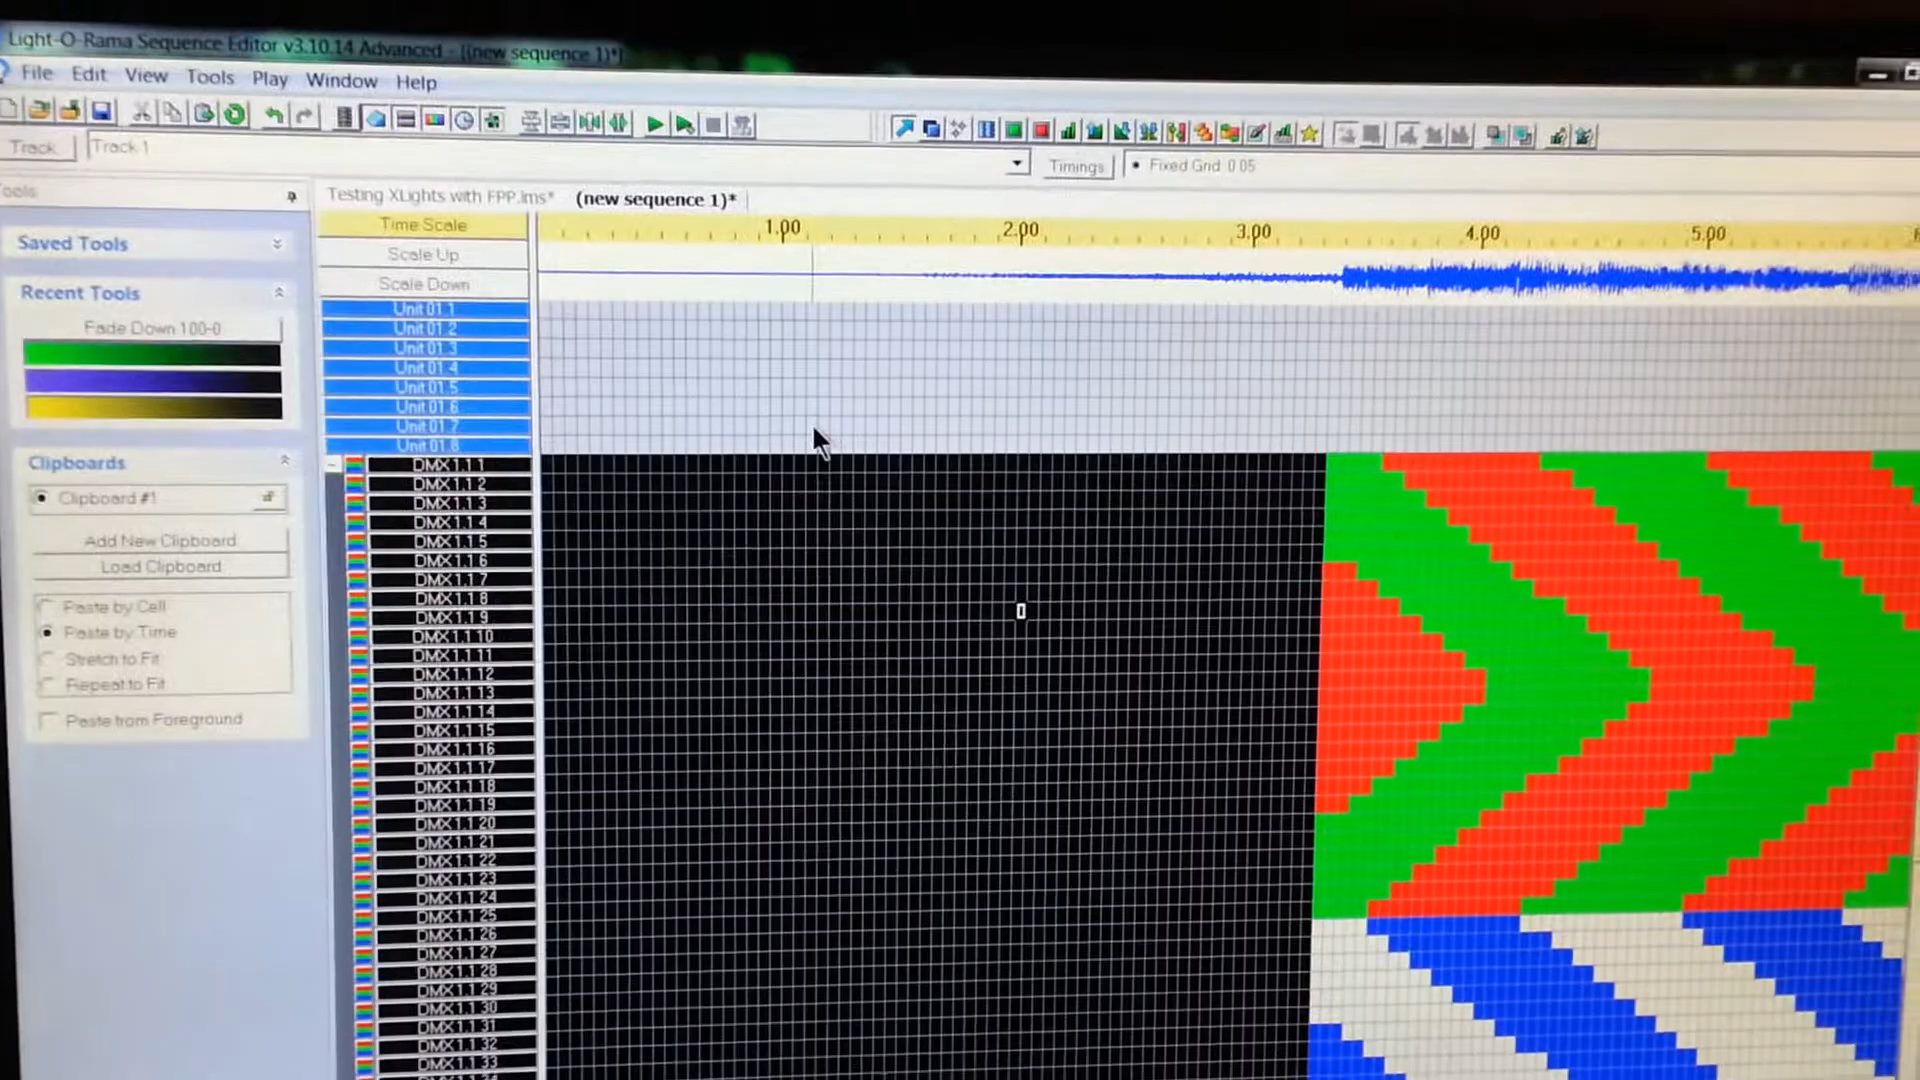 Light-O-Rama Sequence Editor v3.10.14 Advanced - [(new sequence 1)*]
File Edit View Tools Play Window Help
Track Track 1 Timings Fixed Grid 0.05
Tools
Testing XLights with FPP.lms* (new sequence 1)*
Saved Tools
Recent Tools
Fade Down 100-0
Clipboards
Clipboard #1
Add New Clipboard
Load Clipboard
Paste by Cell
Paste by Time
Stretch to Fit
Repeat to Fit
Paste from Foreground
Time Scale
Scale Up
Scale Down
1.00 2.00 3.00 4.00 5.00
Unit 01.1
Unit 01.2
Unit 01.3
Unit 01.4
Unit 01.5
Unit 01.6
Unit 01.7
Unit 01.8
DMX1.1 1
DMX1.1 2
DMX1.1 3
DMX1.1 4
DMX1.1 5
DMX1.1 6
DMX1.1 7
DMX1.1 8
DMX1.1 9
DMX1.1 10
DMX1.1 11
DMX1.1 12
DMX1.1 13
DMX1.1 14
DMX1.1 15
DMX1.1 16
DMX1.1 17
DMX1.1 18
DMX1.1 19
DMX1.1 20
DMX1.1 21
DMX1.1 22
DMX1.1 23
DMX1.1 24
DMX1.1 25
DMX1.1 26
DMX1.1 27
DMX1.1 28
DMX1.1 29
DMX1.1 30
DMX1.1 31
DMX1.1 32
DMX1.1 33